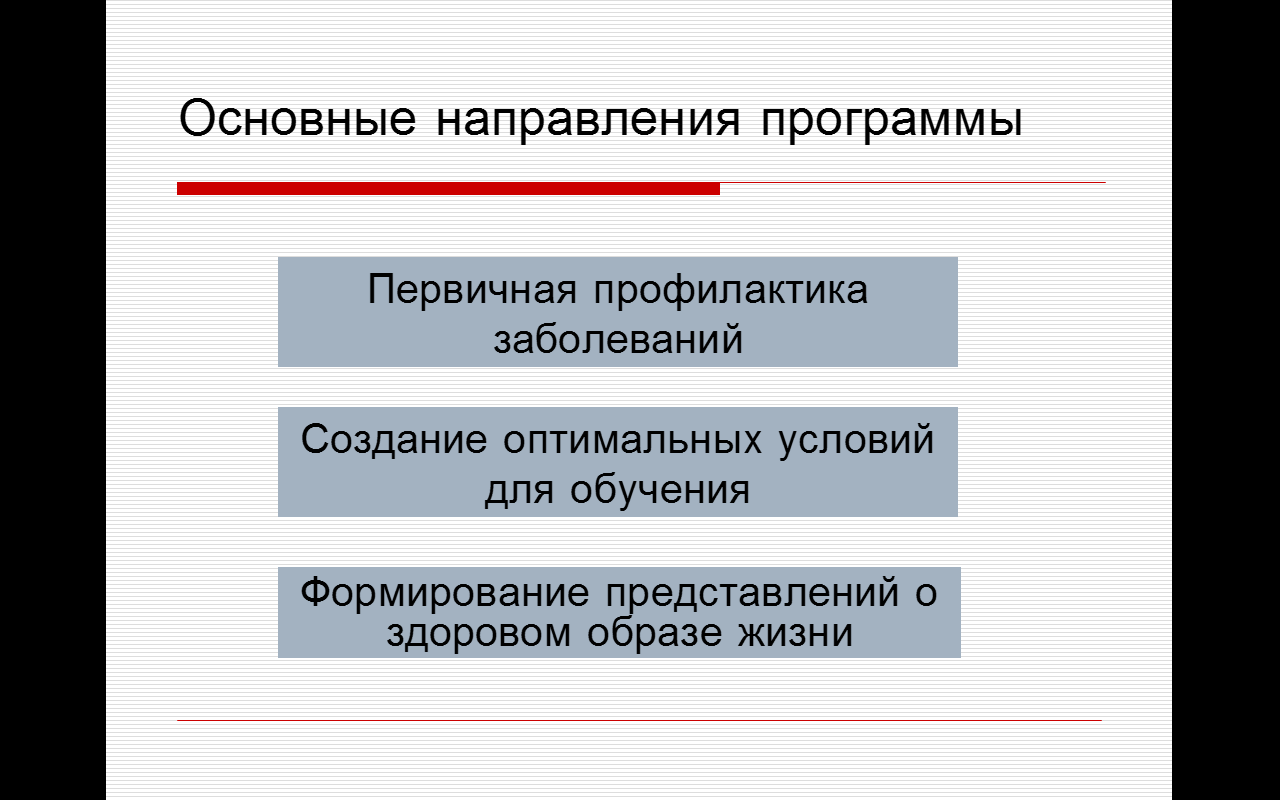 Основные направления программы
Первичная профилактика
заболеваний
Создание оптимальных условий
для обучения
Формирование представлений о
здоровом образе жизни